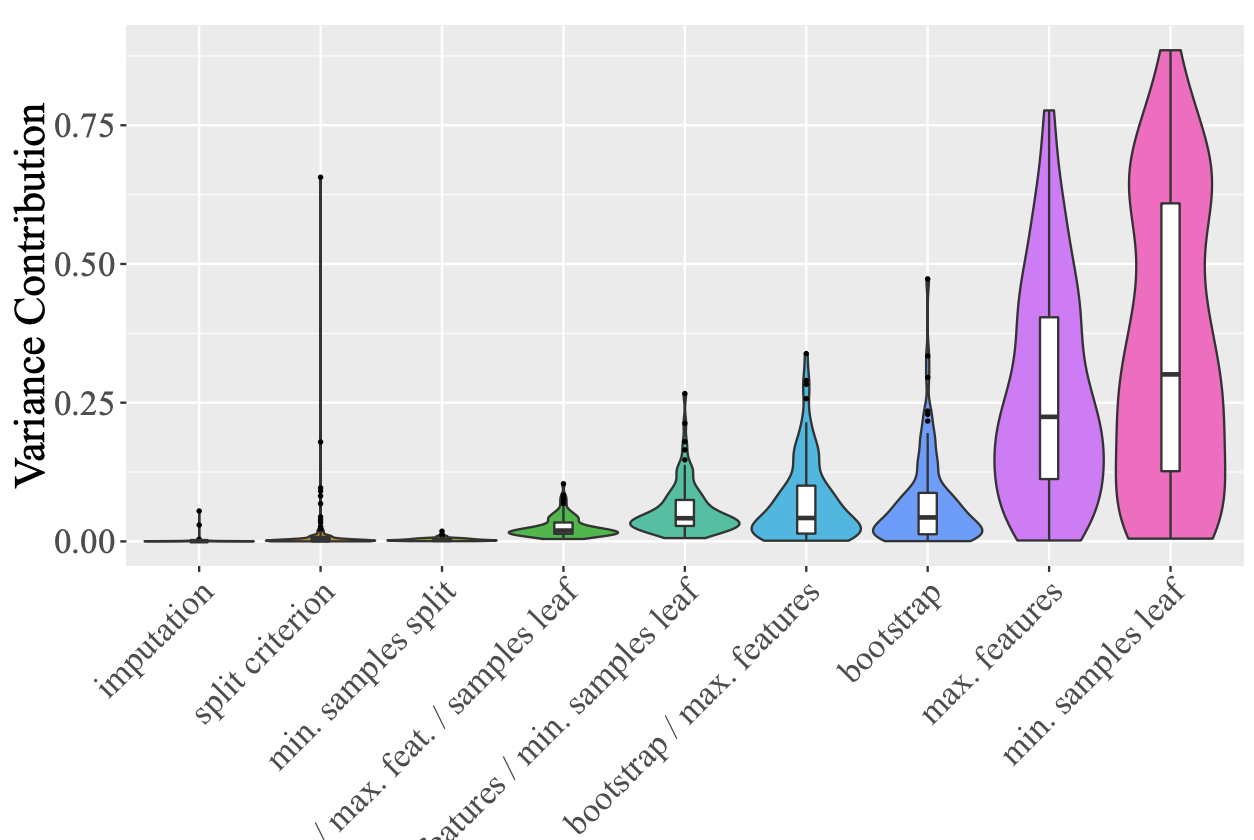 Variance Contribution
0.75
0.50
0.25
0.00
imputation
split criterion
min. samples split
/ max. feat. / samples leaf
/ min. samples leaf
bootstrap / max. features
bootstrap
max. features
min. samples leaf